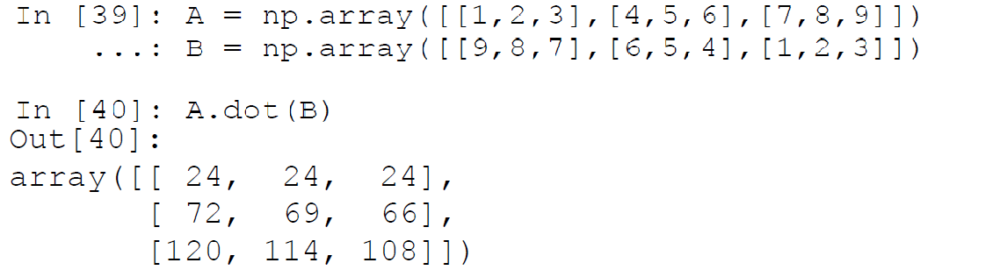 In [39]: A = np.array([[1,2,3],[4,5,6],[7,8,9]])
    ...: B = np.array([[9,8,7],[6,5,4],[1,2,3]])
In [40]: A.dot(B)
Out[40]:
array([[ 24,  24,  24],
       [ 72,  69,  66],
       [120, 114, 108]])